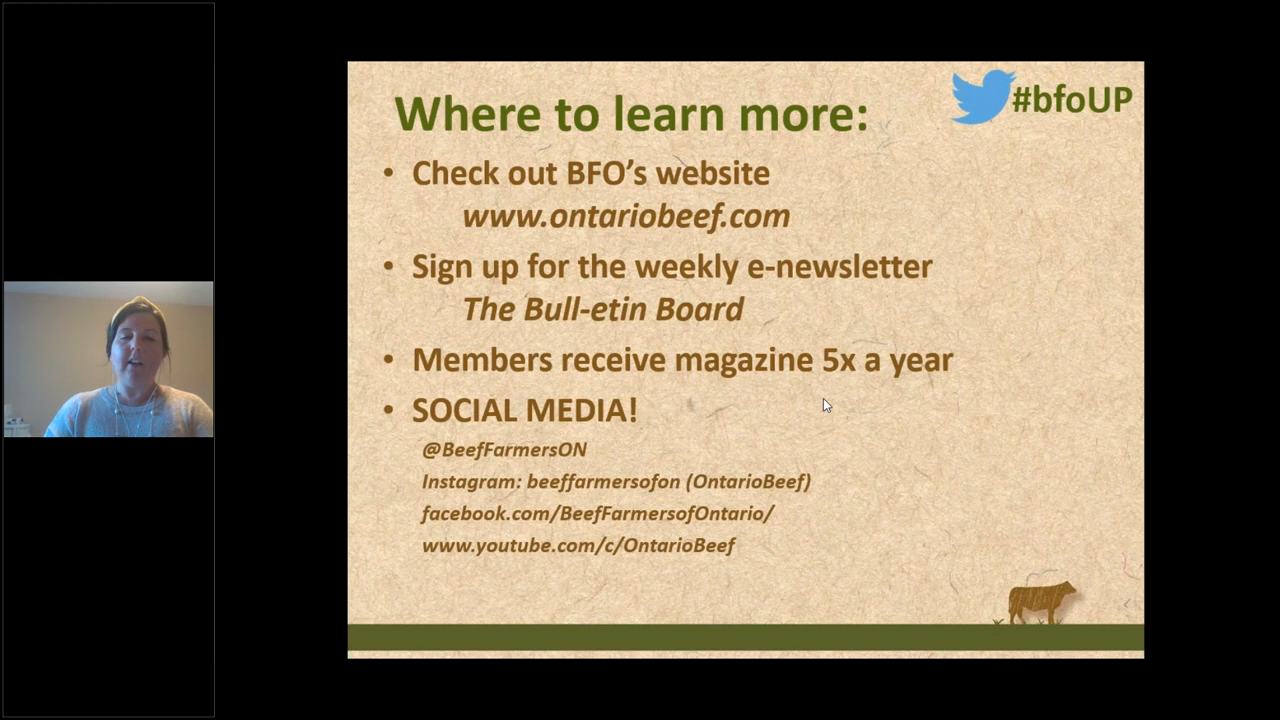 #bfoUP
Where to learn more:
• Check out BFO’s website
www.ontariobeef.com
• Sign up for the weekly e-newsletter
The Bull-etin Board
• Members receive magazine 5x a year
• SOCIAL MEDIA!
@BeefFarmersON
Instagram: beeffarmersofon (OntarioBeef)
facebook.com/BeefFarmersofOntario/
www.youtube.com/c/OntarioBeef